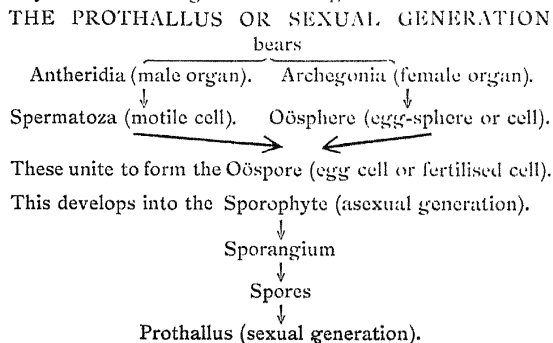 THE PROTHALLUS OR SEXUAL GENERATION
bears
Antheridia (male organ). Archegonia (female organ).
Spermatoza (motile cell). Oösphere (egg-sphere or cell).
These unite to form the Oöspore (egg cell or fertilised cell).
This develops into the Sporophyte (asexual generation).
Sporangium
Spores
Prothallus (sexual generation).